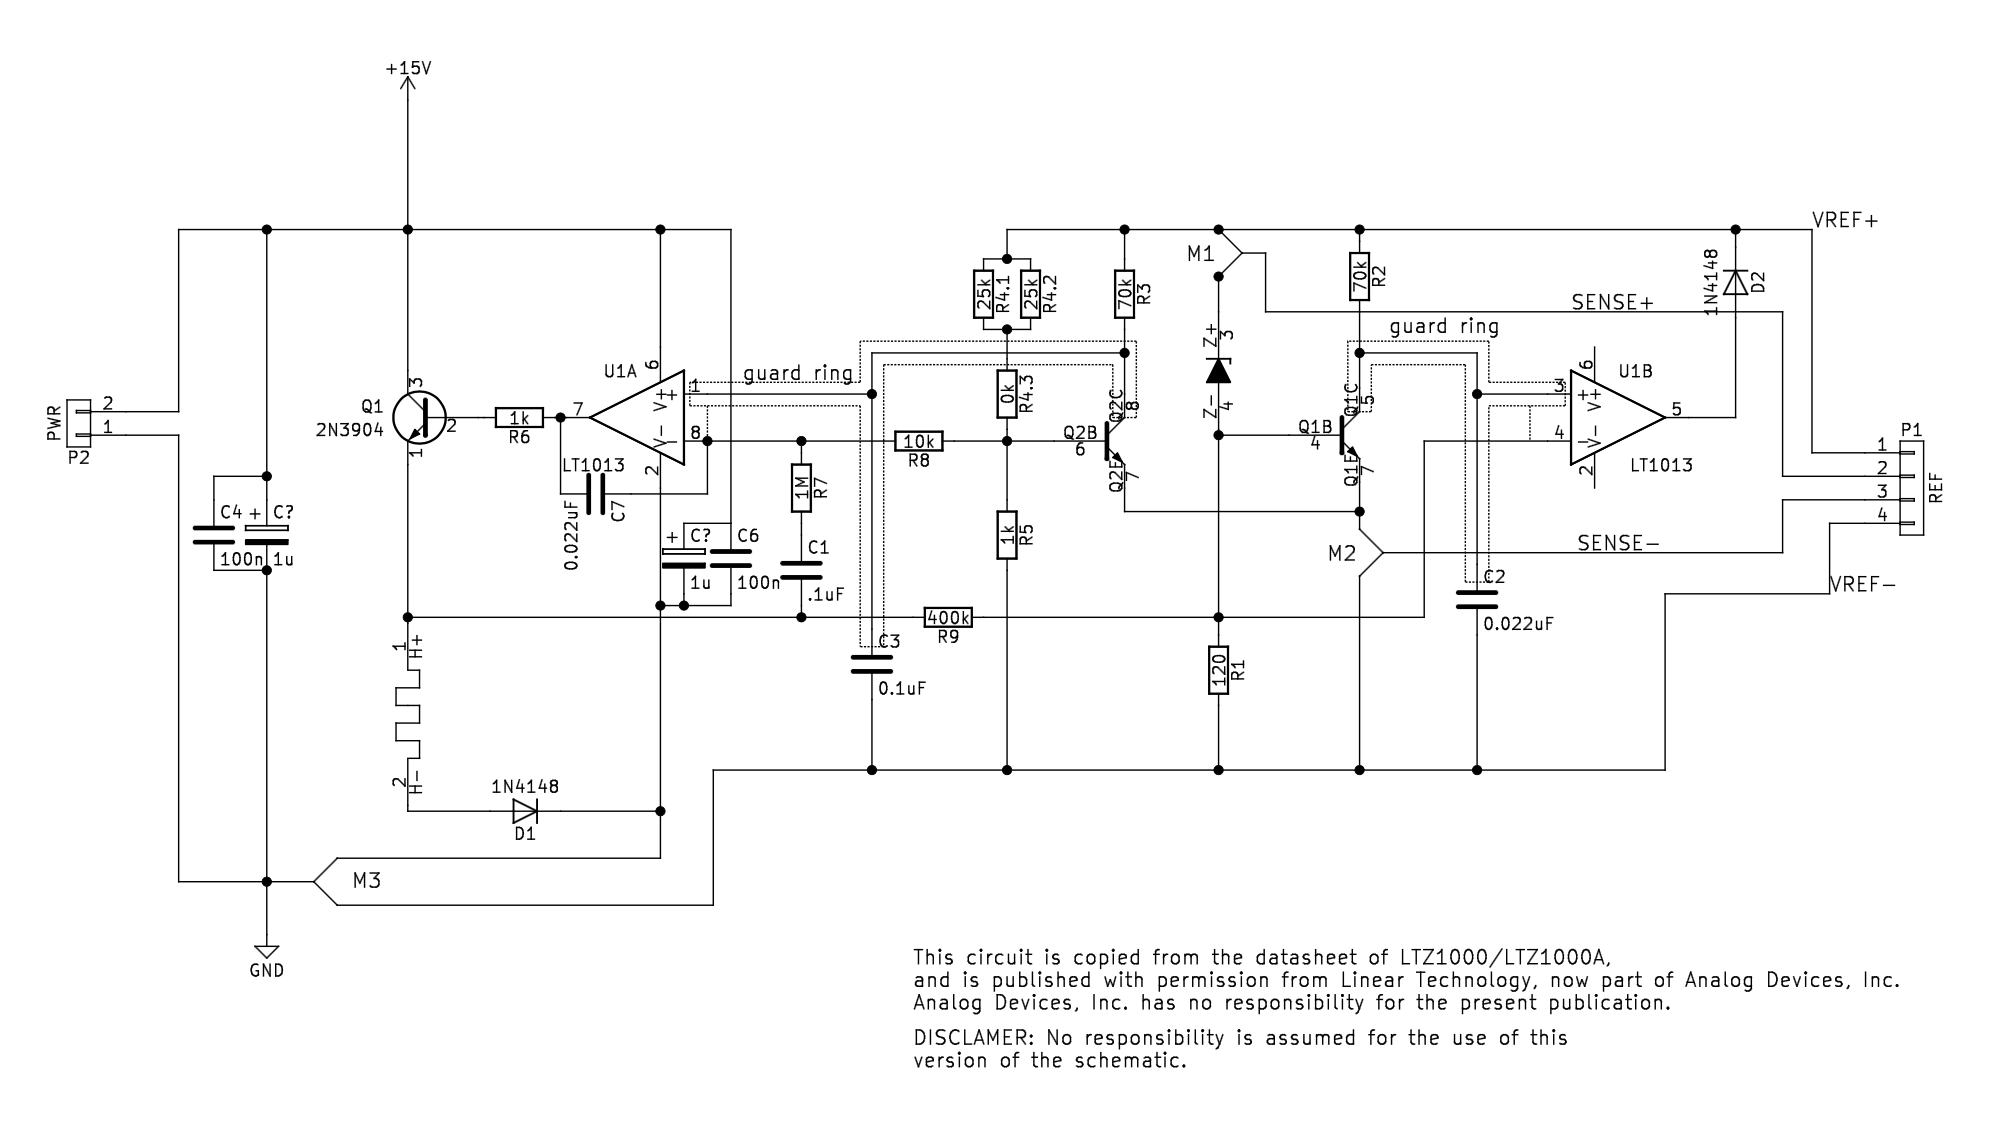 +15V
VREF+
M1
70k
R2
1N4148
D2
25k
R4.1
25k
R4.2
70k
R3
SENSE+
guard ring
Z+
3
U1A
6
guard ring
1
V+
+
0k
R4.3
Q2C
8
Q1C
5
6
U1B
3
+
V+
3
Q1
2N3904
2
1
1k
R6
7
V-
-
8
2
LT1013
10k
R8
Q2B
6
Q2E
7
Z-
4
Q1B
4
Q1E
7
4
-
V-
2
5
LT1013
PWR
2
1
P2
P1
1
2
3
4
REF
C4
100n
+
C?
1u
0.022uF
C7
1M
R7
+
C?
1u
C6
100n
C1
.1uF
1k
R5
M2
SENSE-
VREF-
C2
0.022uF
400k
R9
1
H+
C3
0.1uF
120
R1
2
H-
1N4148
D1
M3
GND
This circuit is copied from the datasheet of LTZ1000/LTZ1000A,
and is published with permission from Linear Technology, now part of Analog Devices, Inc.
Analog Devices, Inc. has no responsibility for the present publication.
DISCLAMER: No responsibility is assumed for the use of this
version of the schematic.